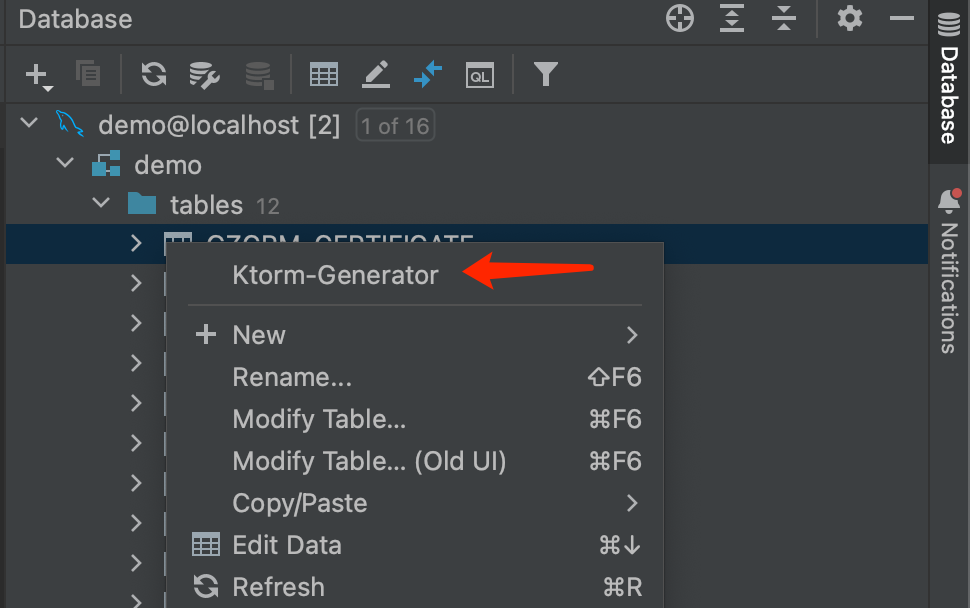 Database
QL
demo@localhost [2] 1 of 16
demo
tables 12
Ktorm-Generator
New
Rename... ⇧F6
Modify Table... ⌘F6
Modify Table... (Old UI) ⌘F6
Copy/Paste
Edit Data ⌘↓
Refresh ⌘R
Database
Notifications